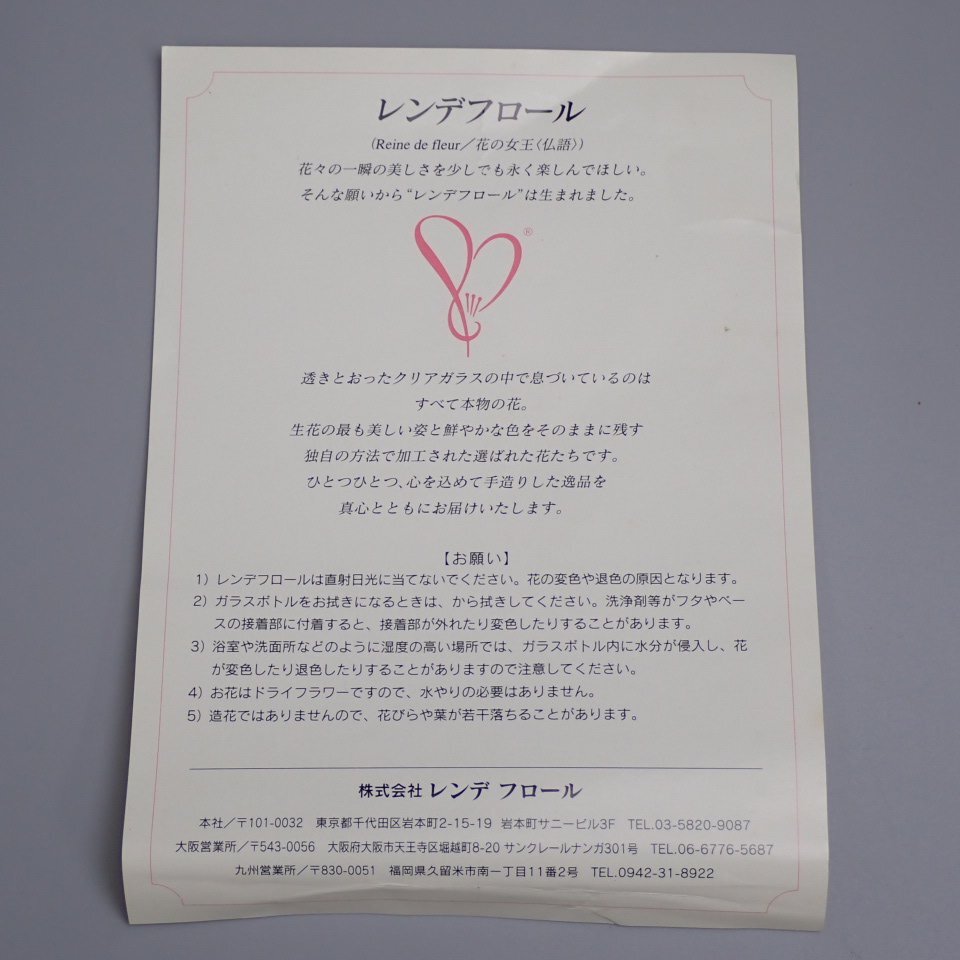 レンデフロール
(Reine de fleur／花の女王〈仏語〉)
花々の一瞬の美しさを少しでも永く楽しんでほしい。
そんな願いから“レンデフロール”は生まれました。
®
透きとおったクリアガラスの中で息づいているのは
すべて本物の花。
生花の最も美しい姿と鮮やかな色をそのままに残す
独自の方法で加工された選ばれた花たちです。
ひとつひとつ、心を込めて手造りした逸品を
真心とともにお届けいたします。
【お願い】
1）レンデフロールは直射日光に当てないでください。花の変色や退色の原因となります。
2）ガラスボトルをお拭きになるときは、から拭きしてください。洗浄剤等がフタやベー
スの接着部に付着すると、接着部が外れたり変色したりすることがあります。
3）浴室や洗面所などのように湿度の高い場所では、ガラスボトル内に水分が侵入し、花
が変色したり退色したりすることがありますので注意してください。
4）お花はドライフラワーですので、水やりの必要はありません。
5）造花ではありませんので、花びらや葉が若干落ちることがあります。
株式会社 レンデ フロール
本社／〒101-0032 東京都千代田区岩本町2-15-19 岩本町サニービル3F TEL.03-5820-9087
大阪営業所／〒543-0056 大阪府大阪市天王寺区堀越町8-20 サンクレールナンガ301号 TEL.06-6776-5687
九州営業所／〒830-0051 福岡県久留米市南一丁目11番2号 TEL.0942-31-8922